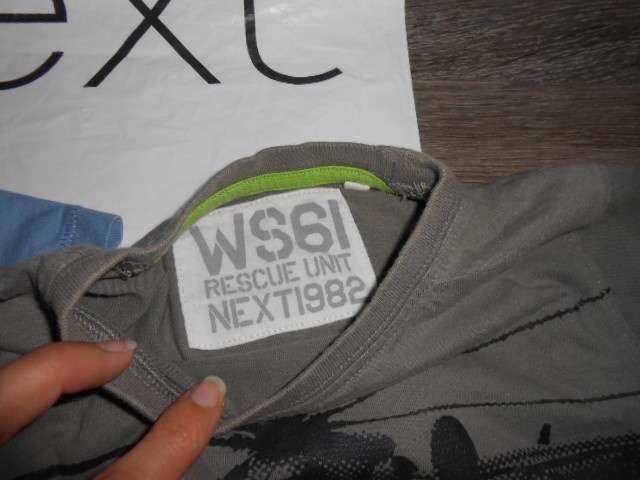 ext
WS61
RESCUE UNIT
NEXT1982